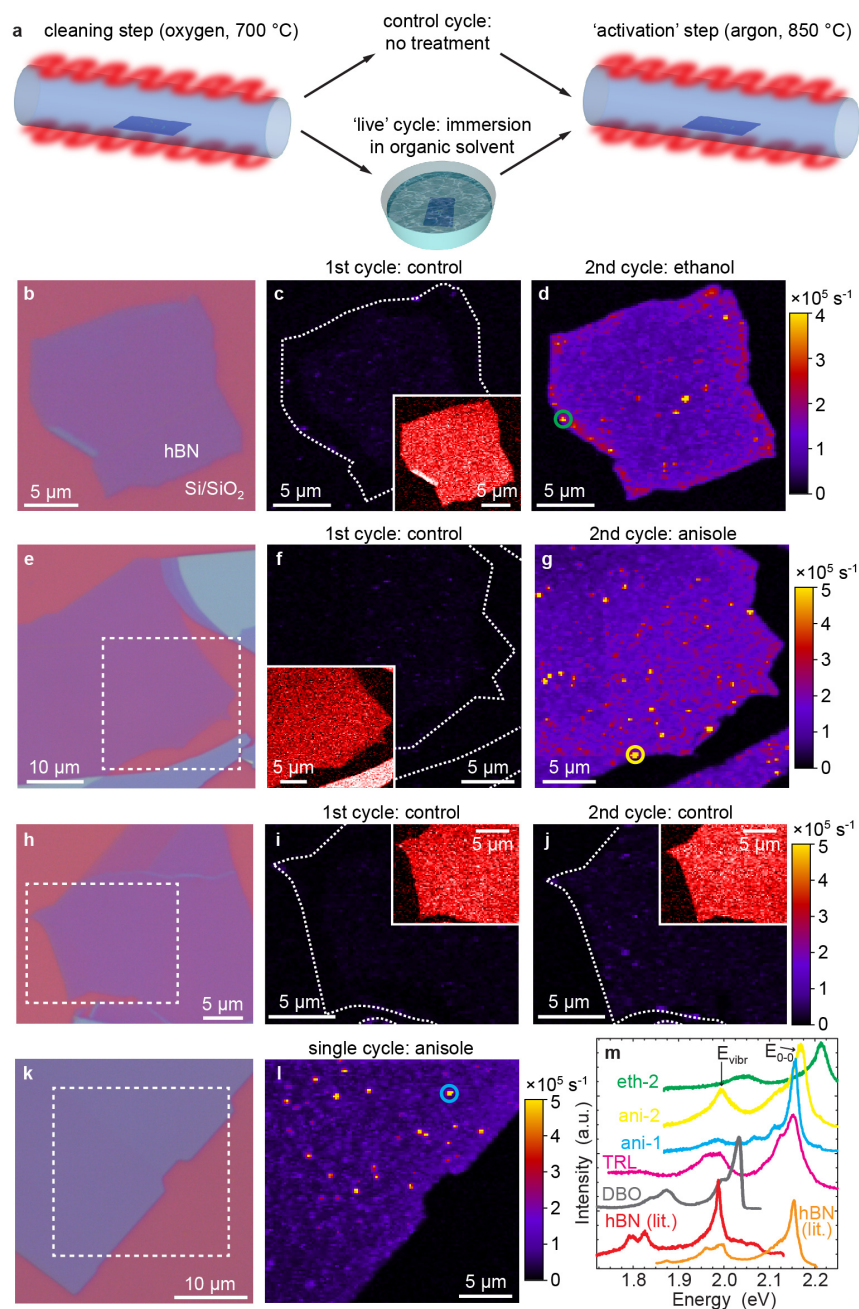 a
cleaning step (oxygen, 700 °C)
control cycle:
no treatment
‘activation’ step (argon, 850 °C)
‘live’ cycle: immersion
in organic solvent
b
hBN
Si/SiO₂
5 µm
1st cycle: control
c
5 µm
5 µm
2nd cycle: ethanol
d
5 µm
×10⁵ s⁻¹
4
3
2
1
0
e
10 µm
1st cycle: control
f
5 µm
5 µm
2nd cycle: anisole
g
5 µm
×10⁵ s⁻¹
5
4
3
2
1
0
h
5 µm
1st cycle: control
i
5 µm
5 µm
2nd cycle: control
j
5 µm
5 µm
×10⁵ s⁻¹
5
4
3
2
1
0
k
10 µm
single cycle: anisole
l
5 µm
×10⁵ s⁻¹
5
4
3
2
1
0
m
Intensity (a.u.)
E_vibr
E_0-0
eth-2
ani-2
ani-1
TRL
DBO
hBN (lit.)
hBN
(lit.)
1.8 1.9 2.0 2.1 2.2
Energy (eV)